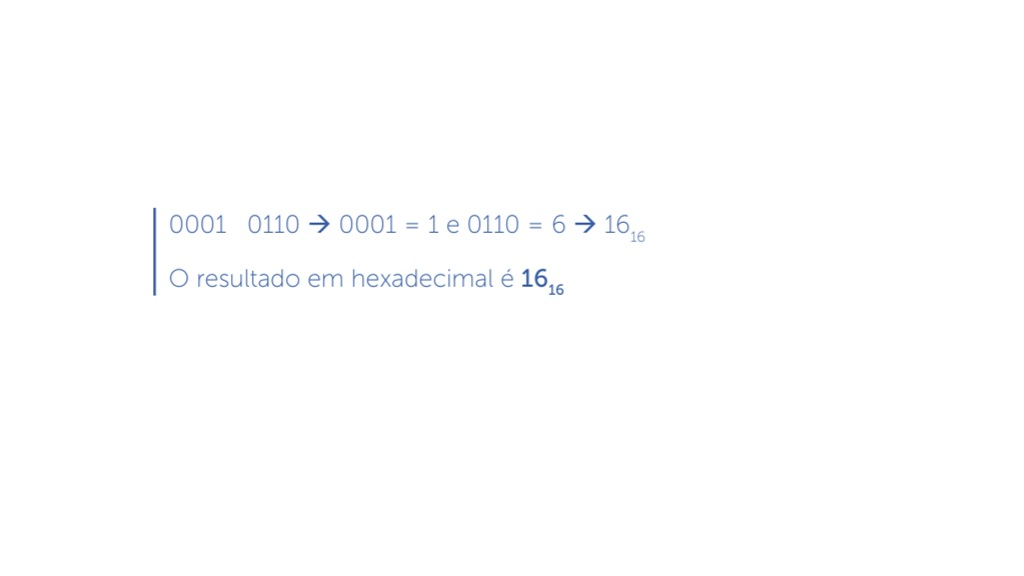 0001 0110 → 0001 = 1 e 0110 = 6 → 16₁₆
O resultado em hexadecimal é 16₁₆